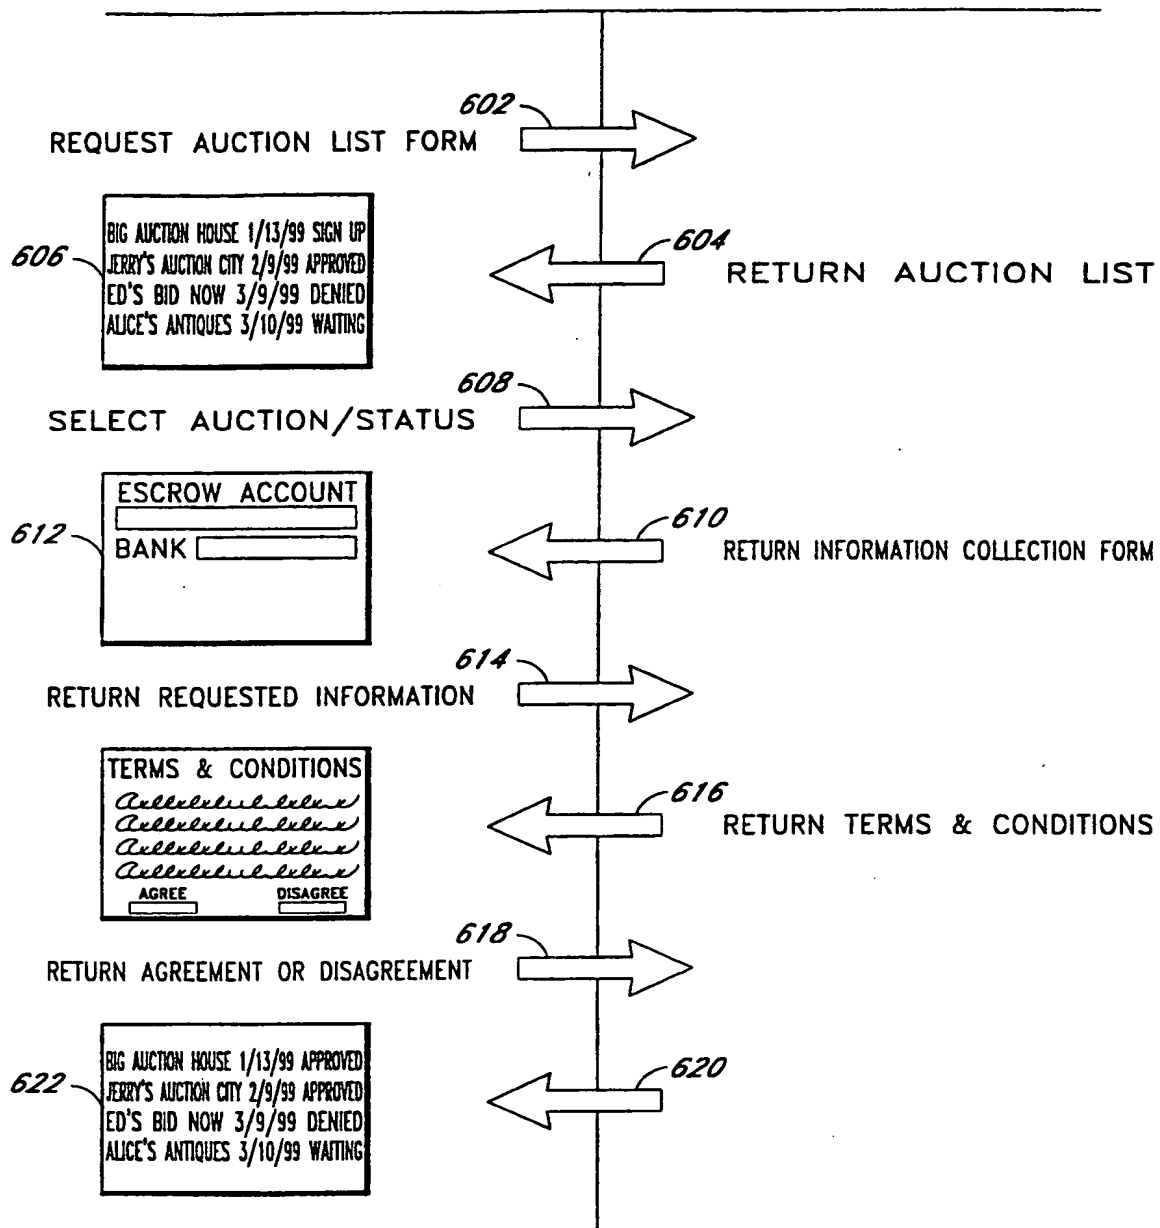 602
REQUEST AUCTION LIST FORM
BIG AUCTION HOUSE 1/13/99 SIGN UP
JERRY'S AUCTION CITY 2/9/99 APPROVED
ED'S BID NOW 3/9/99 DENIED
ALICE'S ANTIQUES 3/10/99 WAITING
606
604
RETURN AUCTION LIST
608
SELECT AUCTION/STATUS
ESCROW ACCOUNT
BANK
612
610
RETURN INFORMATION COLLECTION FORM
614
RETURN REQUESTED INFORMATION
TERMS & CONDITIONS
AGREE DISAGREE
616
RETURN TERMS & CONDITIONS
618
RETURN AGREEMENT OR DISAGREEMENT
BIG AUCTION HOUSE 1/13/99 APPROVED
JERRY'S AUCTION CITY 2/9/99 APPROVED
ED'S BID NOW 3/9/99 DENIED
ALICE'S ANTIQUES 3/10/99 WAITING
622
620